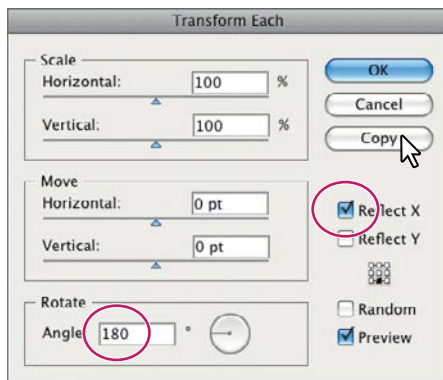 Transform Each
Scale
Horizontal: 100 %
Vertical: 100 %
OK
Cancel
Copy
Move
Horizontal: 0 pt
Vertical: 0 pt
Reflect X
Reflect Y
Rotate
Angle 180 °
Random
Preview